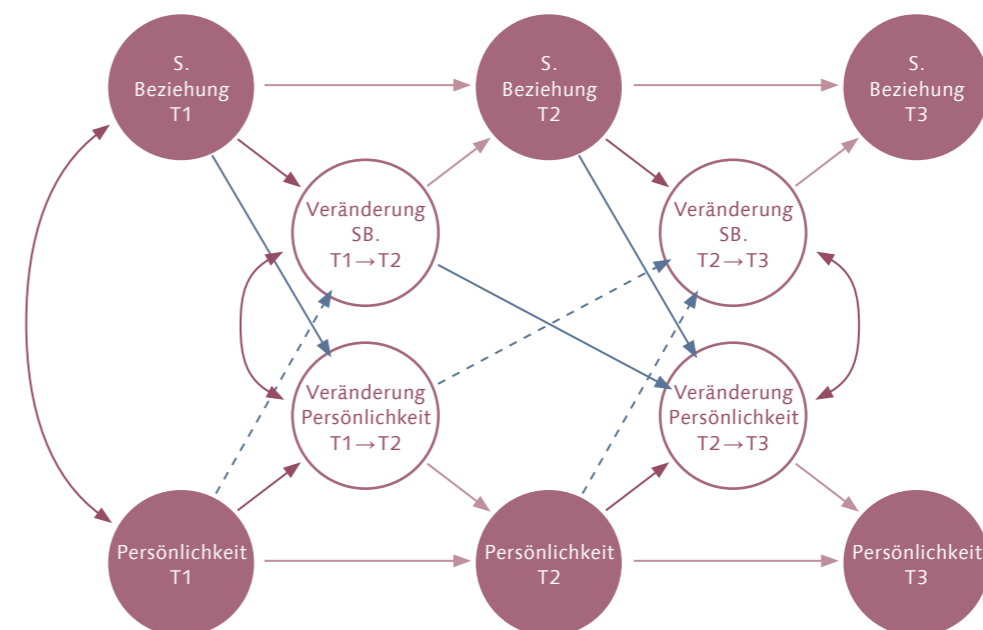 S.
Beziehung
T1
S.
Beziehung
T2
S.
Beziehung
T3
Veränderung
SB.
T1→T2
Veränderung
SB.
T2→T3
Veränderung
Persönlichkeit
T1→T2
Veränderung
Persönlichkeit
T2→T3
Persönlichkeit
T1
Persönlichkeit
T2
Persönlichkeit
T3